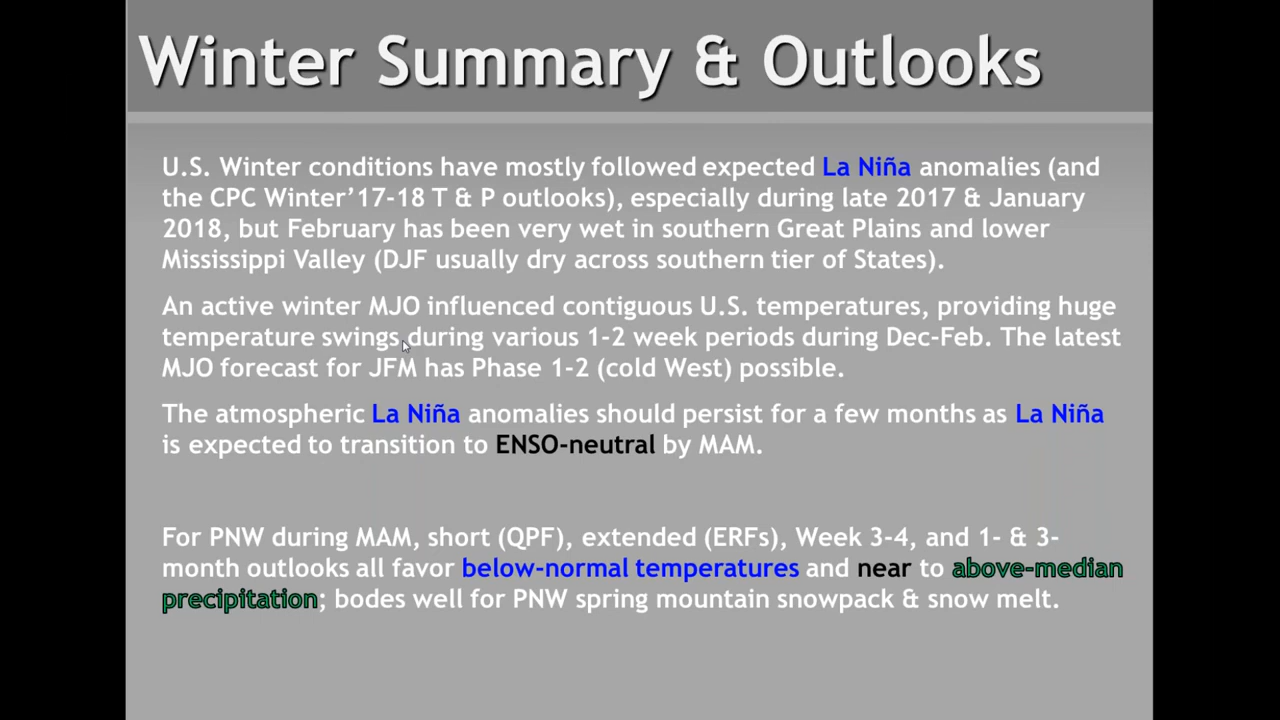 Winter Summary & Outlooks
U.S. Winter conditions have mostly followed expected La Niña anomalies (and
the CPC Winter’17-18 T & P outlooks), especially during late 2017 & January
2018, but February has been very wet in southern Great Plains and lower
Mississippi Valley (DJF usually dry across southern tier of States).
An active winter MJO influenced contiguous U.S. temperatures, providing huge
temperature swings during various 1-2 week periods during Dec-Feb. The latest
MJO forecast for JFM has Phase 1-2 (cold West) possible.
The atmospheric La Niña anomalies should persist for a few months as La Niña
is expected to transition to ENSO-neutral by MAM.
For PNW during MAM, short (QPF), extended (ERFs), Week 3-4, and 1- & 3-
month outlooks all favor below-normal temperatures and near to above-median
precipitation; bodes well for PNW spring mountain snowpack & snow melt.